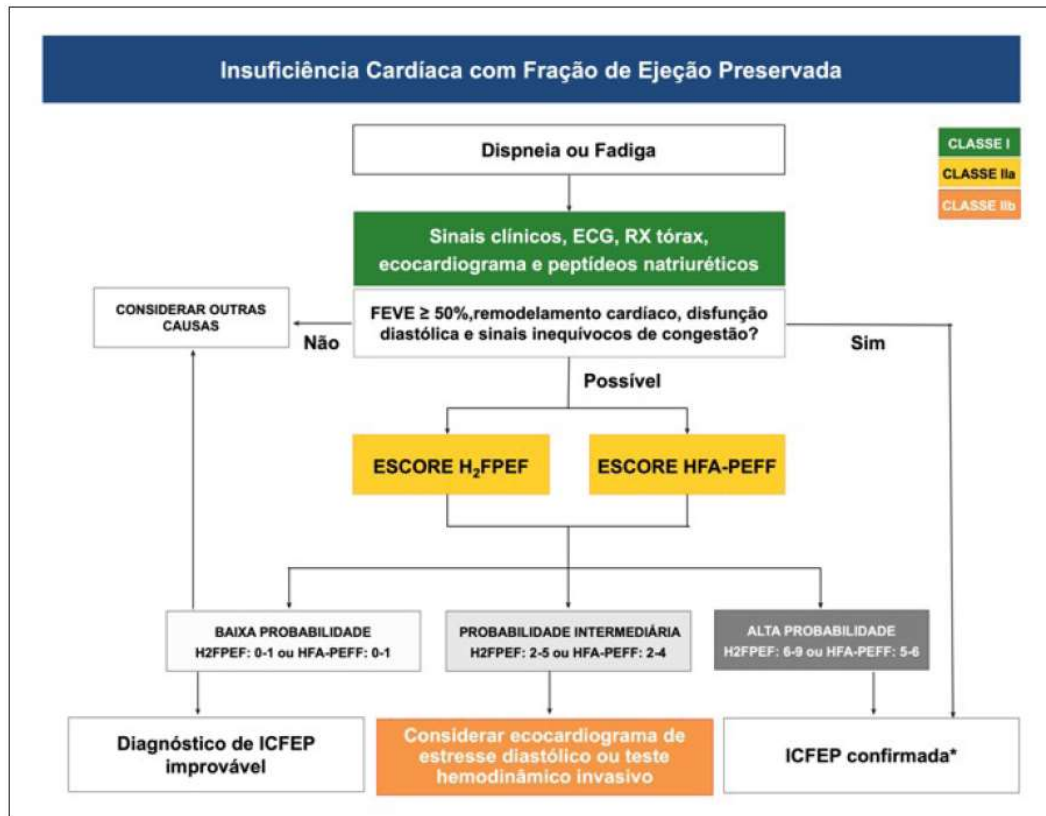 Insuficiência Cardíaca com Fração de Ejeção Preservada
Dispneia ou Fadiga
CLASSE I
CLASSE IIa
CLASSE IIb
Sinais clínicos, ECG, RX tórax,
ecocardiograma e peptídeos natriuréticos
CONSIDERAR OUTRAS
CAUSAS
FEVE ≥ 50%,remodelamento cardíaco, disfunção
diastólica e sinais inequívocos de congestão?
Não
Sim
Possível
ESCORE H₂FPEF
ESCORE HFA-PEFF
BAIXA PROBABILIDADE
H2FPEF: 0-1 ou HFA-PEFF: 0-1
PROBABILIDADE INTERMEDIÁRIA
H2FPEF: 2-5 ou HFA-PEFF: 2-4
ALTA PROBABILIDADE
H2FPEF: 6-9 ou HFA-PEFF: 5-6
Diagnóstico de ICFEP
improvável
Considerar ecocardiograma de
estresse diastólico ou teste
hemodinâmico invasivo
ICFEP confirmada*